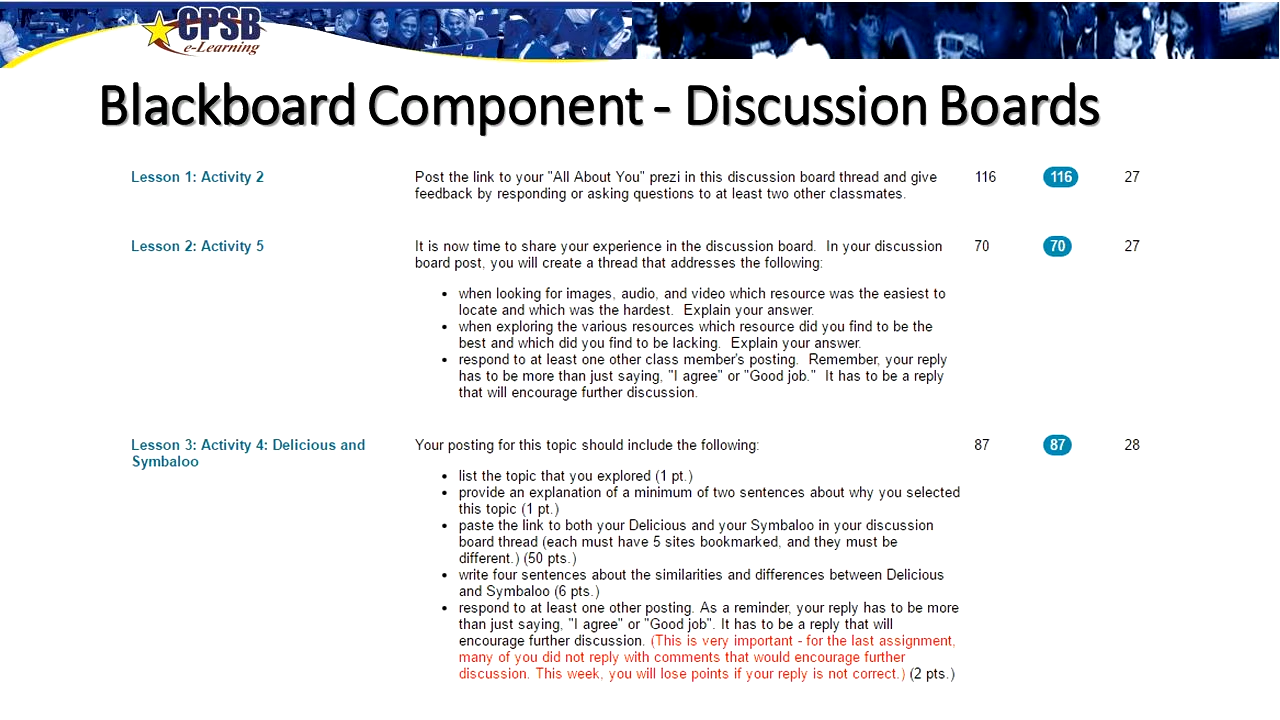 CPSB
e-Learning
Blackboard Component - Discussion Boards
Lesson 1: Activity 2
Post the link to your "All About You" prezi in this discussion board thread and give
feedback by responding or asking questions to at least two other classmates.
116
116
27
Lesson 2: Activity 5
It is now time to share your experience in the discussion board.  In your discussion
board post, you will create a thread that addresses the following:
70
70
27
• when looking for images, audio, and video which resource was the easiest to
locate and which was the hardest.  Explain your answer.
• when exploring the various resources which resource did you find to be the
best and which did you find to be lacking.  Explain your answer.
• respond to at least one other class member's posting.  Remember, your reply
has to be more than just saying, "I agree" or "Good job."  It has to be a reply
that will encourage further discussion.
Lesson 3: Activity 4: Delicious and
Symbaloo
Your posting for this topic should include the following:
87
87
28
• list the topic that you explored (1 pt.)
• provide an explanation of a minimum of two sentences about why you selected
this topic (1 pt.)
• paste the link to both your Delicious and your Symbaloo in your discussion
board thread (each must have 5 sites bookmarked, and they must be
different.) (50 pts.)
• write four sentences about the similarities and differences between Delicious
and Symbaloo (6 pts.)
• respond to at least one other posting. As a reminder, your reply has to be more
than just saying, "I agree" or "Good job". It has to be a reply that will
encourage further discussion. (This is very important - for the last assignment,
many of you did not reply with comments that would encourage further
discussion. This week, you will lose points if your reply is not correct.) (2 pts.)